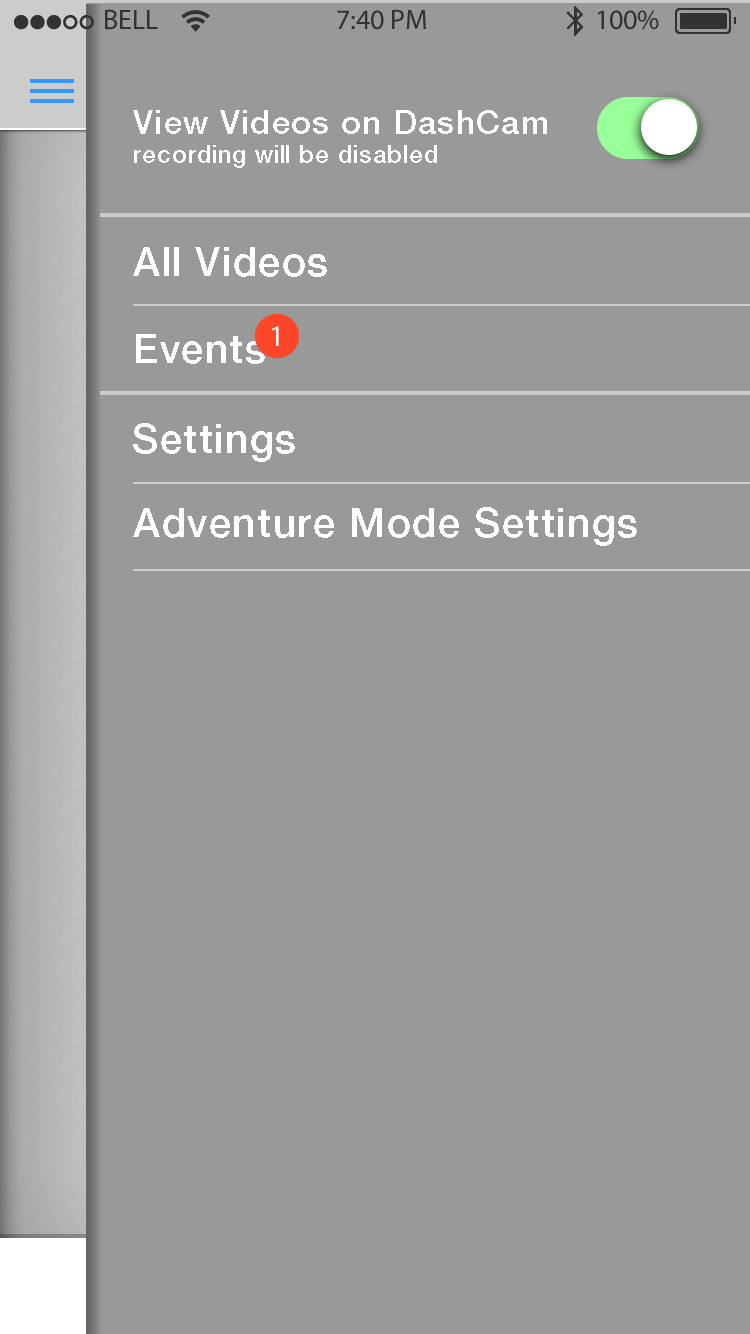 BELL 7:40 PM 100%
View Videos on DashCam
recording will be disabled
All Videos
Events 1
Settings
Adventure Mode Settings